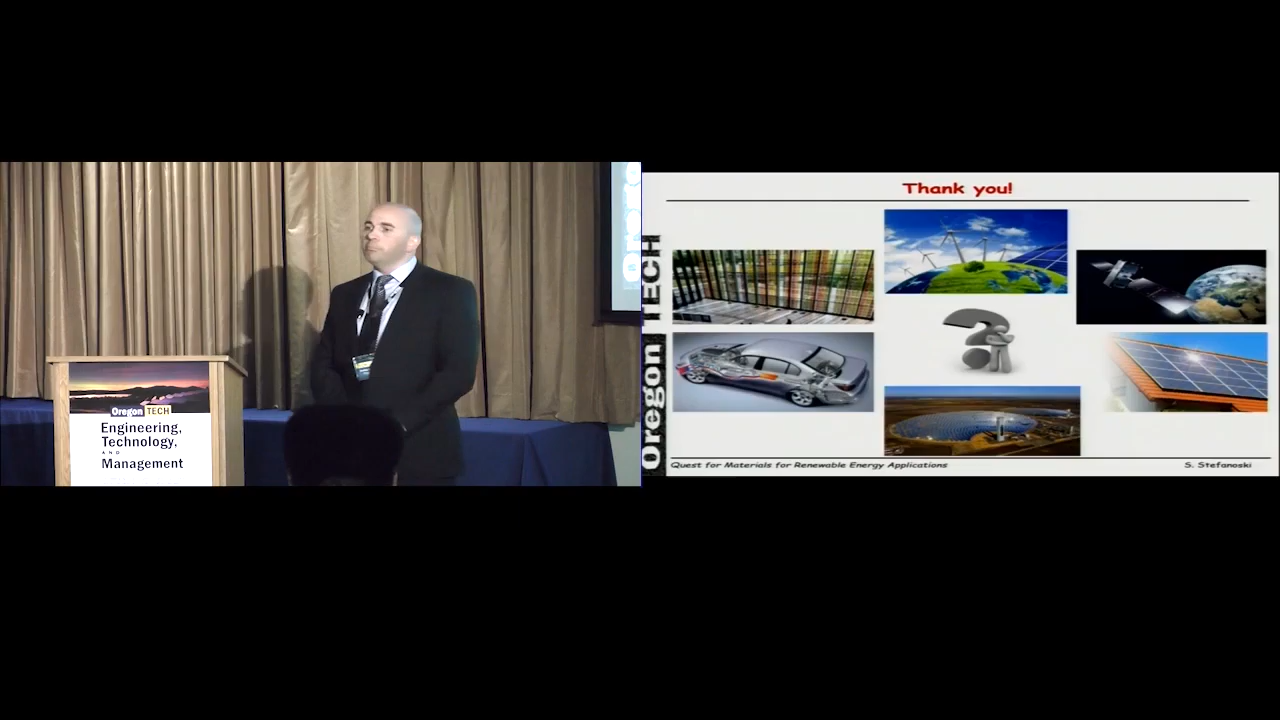 Oregon TECH
Engineering,
Technology,
AND
Management
Thank you!
Oregon TECH
Quest for Materials for Renewable Energy Applications
S. Stefanoski